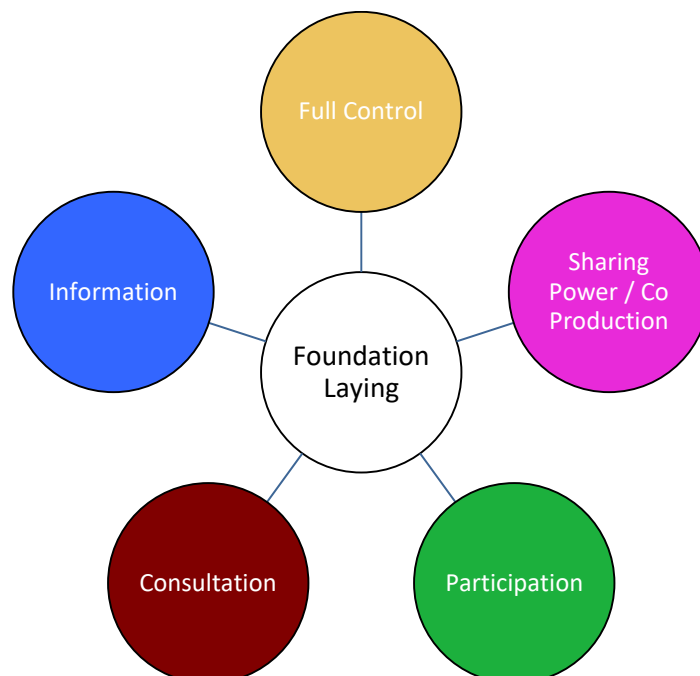 Full Control
Information
Sharing
Power / Co
Production
Foundation
Laying
Consultation
Participation